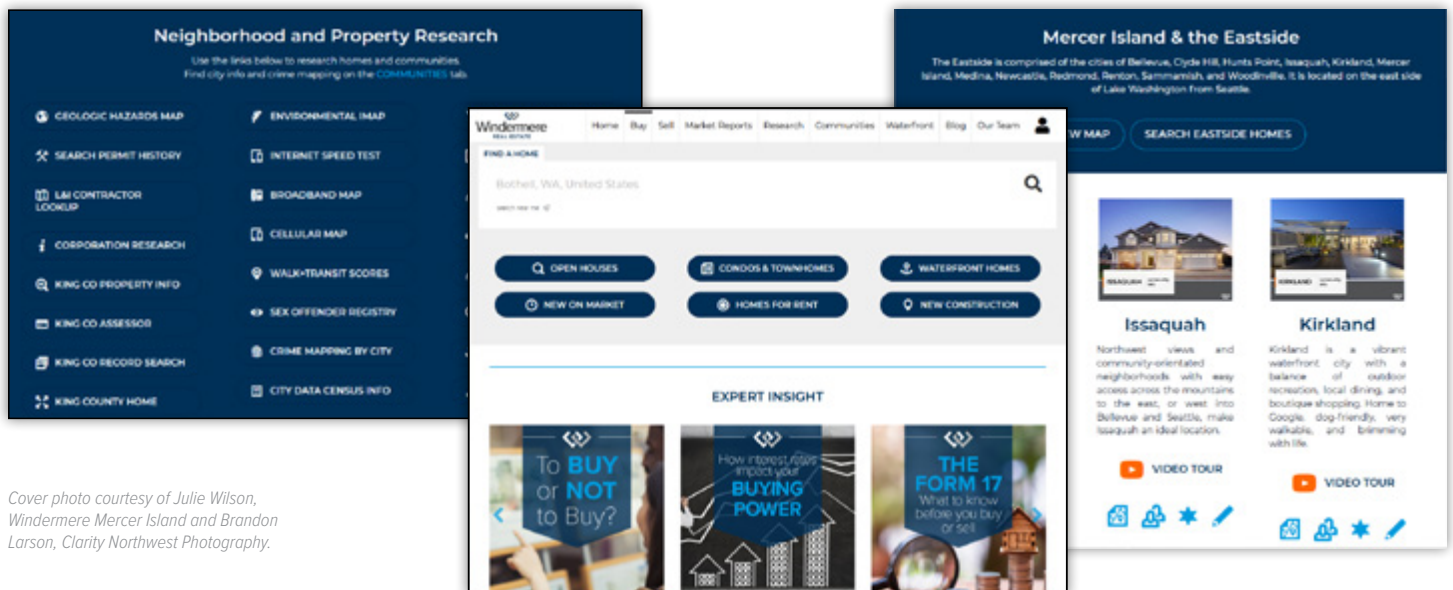 Neighborhood and Property Research
Use the links below to research homes and communities.
Find city info and crime mapping on the COMMUNITIES tab.
GEOLOGIC HAZARDS MAP
SEARCH PERMIT HISTORY
L&I CONTRACTOR
LOOKUP
CORPORATION RESEARCH
KING CO PROPERTY INFO
KING CO ASSESSOR
KING CO RECORD SEARCH
KING COUNTY HOME
ENVIRONMENTAL IMAP
INTERNET SPEED TEST
BROADBAND MAP
CELLULAR MAP
WALK+TRANSIT SCORES
SEX OFFENDER REGISTRY
CRIME MAPPING BY CITY
CITY DATA CENSUS INFO
Cover photo courtesy of Julie Wilson,
Windermere Mercer Island and Brandon
Larson, Clarity Northwest Photography.
Windermere
REAL ESTATE
Home Buy Sell Market Reports Research Communities Waterfront Blog Our Team
FIND A HOME
Bothell, WA, United States
OPEN HOUSES
CONDOS & TOWNHOMES
WATERFRONT HOMES
NEW ON MARKET
HOMES FOR RENT
NEW CONSTRUCTION
EXPERT INSIGHT
To BUY
or NOT
to Buy?
How interest rates
impact your
BUYING
POWER
THE
FORM 17
What to know
before you buy
or sell
Mercer Island & the Eastside
The Eastside is comprised of the cities of Bellevue, Clyde Hill, Hunts Point, Issaquah, Kirkland, Mercer
Island, Medina, Newcastle, Redmond, Renton, Sammamish, and Woodinville. It is located on the east side
of Lake Washington from Seattle.
W MAP
SEARCH EASTSIDE HOMES
ISSAQUAH
Issaquah
Northwest views and
community-orientated
neighborhoods with easy
access across the mountains
to the east, or west into
Bellevue and Seattle, make
Issaquah an ideal location.
VIDEO TOUR
KIRKLAND
Kirkland
Kirkland is a vibrant
waterfront city with a
balance of outdoor
recreation, local dining, and
boutique shopping. Home to
Google, dog-friendly, very
walkable, and brimming
with life.
VIDEO TOUR